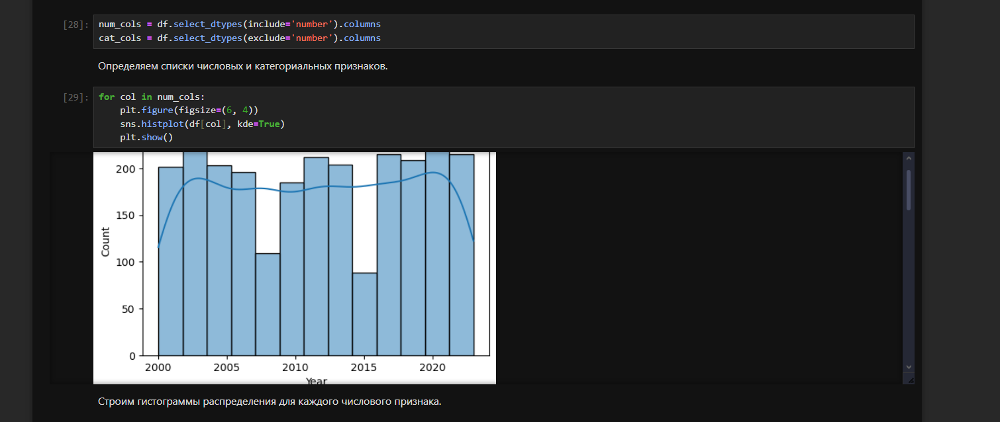 [28]: num_cols = df.select_dtypes(include='number').columns
cat_cols = df.select_dtypes(exclude='number').columns
Определяем списки числовых и категориальных признаков.
[29]: for col in num_cols:
    plt.figure(figsize=(6, 4))
    sns.histplot(df[col], kde=True)
    plt.show()
200
150
100
50
0
Count
2000 2005 2010 2015 2020
Year
Строим гистограммы распределения для каждого числового признака.